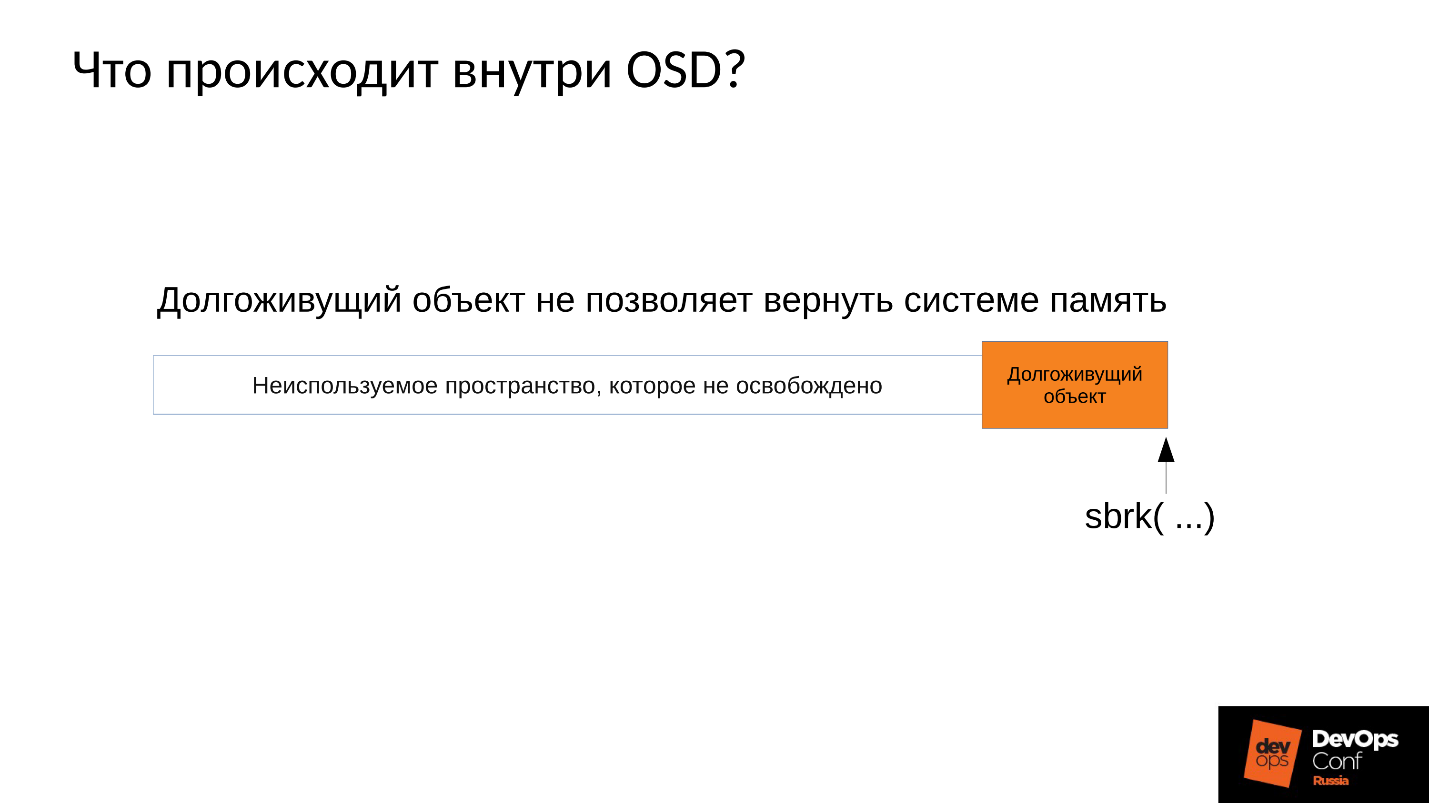 Что происходит внутри OSD?
Долгоживущий объект не позволяет вернуть системе память
Неиспользуемое пространство, которое не освобождено
Долгоживущий
объект
sbrk( ...)
dev
ops
DevOps
Conf
Russia